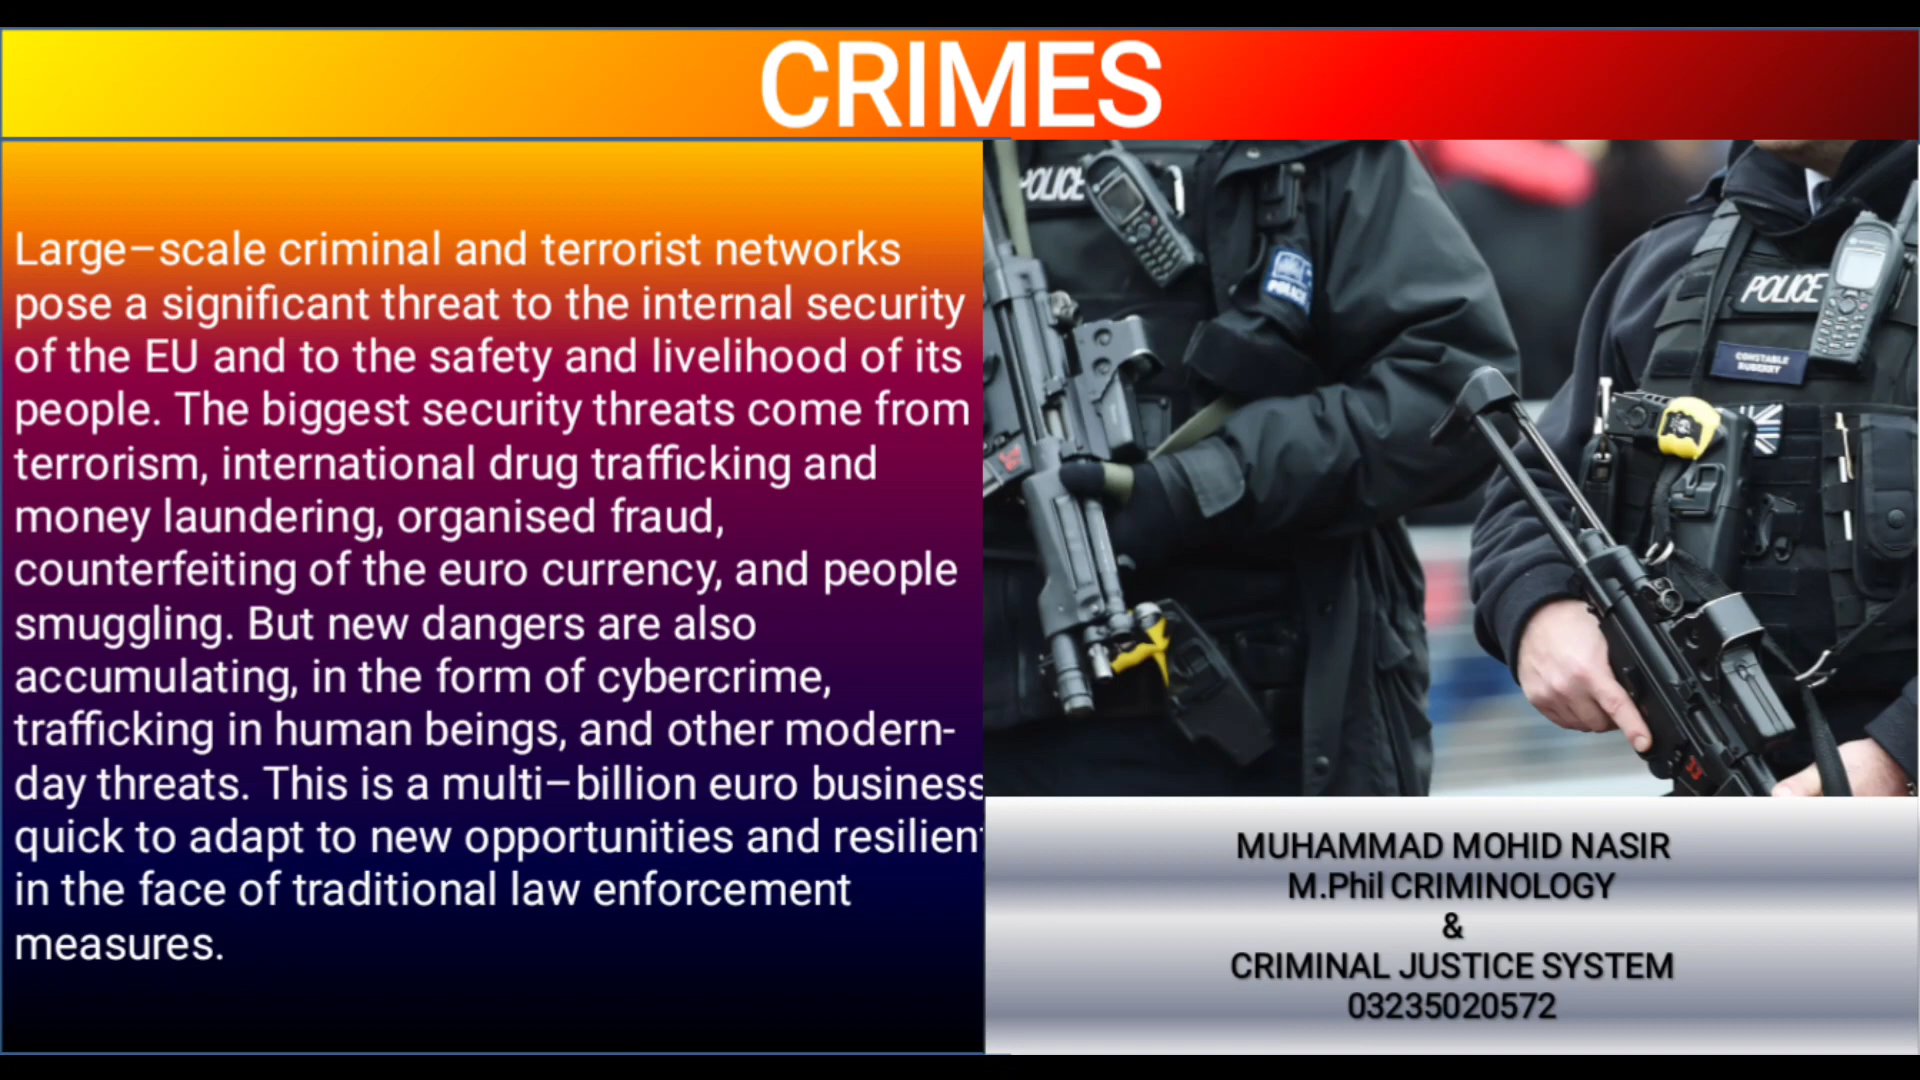 CRIMES
Large–scale criminal and terrorist networks
pose a significant threat to the internal security
of the EU and to the safety and livelihood of its
people. The biggest security threats come from
terrorism, international drug trafficking and
money laundering, organised fraud,
counterfeiting of the euro currency, and people
smuggling. But new dangers are also
accumulating, in the form of cybercrime,
trafficking in human beings, and other modern-
day threats. This is a multi–billion euro business
quick to adapt to new opportunities and resilient
in the face of traditional law enforcement
measures.
POLICE
POLICE
POLICE
CONSTABLE
33
MUHAMMAD MOHID NASIR
M.Phil CRIMINOLOGY
&
CRIMINAL JUSTICE SYSTEM
03235020572